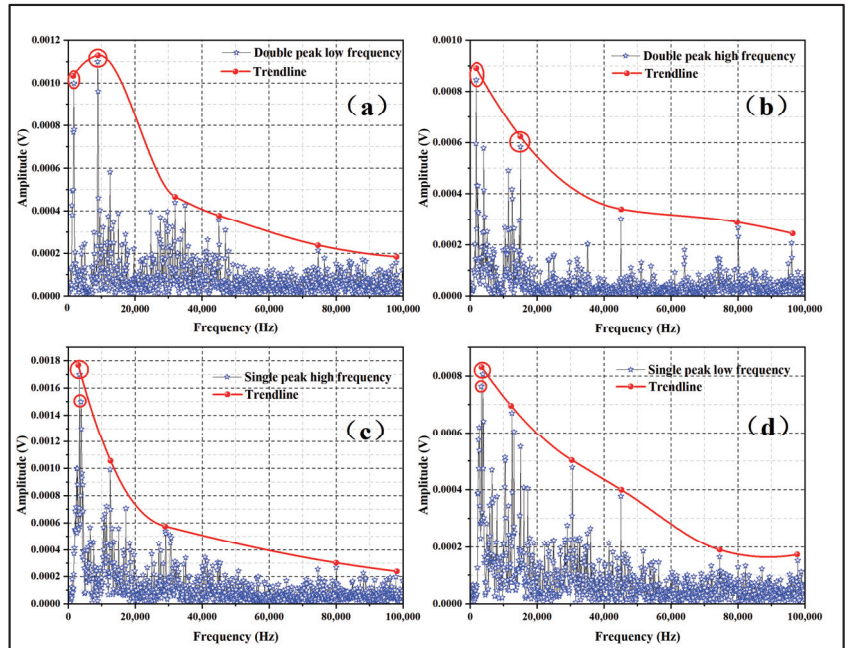 0.0012
0.0010
0.0008
0.0006
0.0004
0.0002
0.0000
Amplitude (V)
Double peak low frequency
Trendline
(a)
0
20,000
40,000
60,000
80,000
100,000
Frequency (Hz)
0.0010
0.0008
0.0006
0.0004
0.0002
0.0000
Amplitude (V)
Double peak high frequency
Trendline
(b)
0
20,000
40,000
60,000
80,000
100,000
Frequency (Hz)
0.0018
0.0016
0.0014
0.0012
0.0010
0.0008
0.0006
0.0004
0.0002
0.0000
Amplitude (V)
Single peak high frequency
Trendline
(c)
0
20,000
40,000
60,000
80,000
100,000
Frequency (Hz)
0.0008
0.0006
0.0004
0.0002
0.0000
Amplitude (V)
Single peak low frequency
Trendline
(d)
0
20,000
40,000
60,000
80,000
100,000
Frequency (Hz)